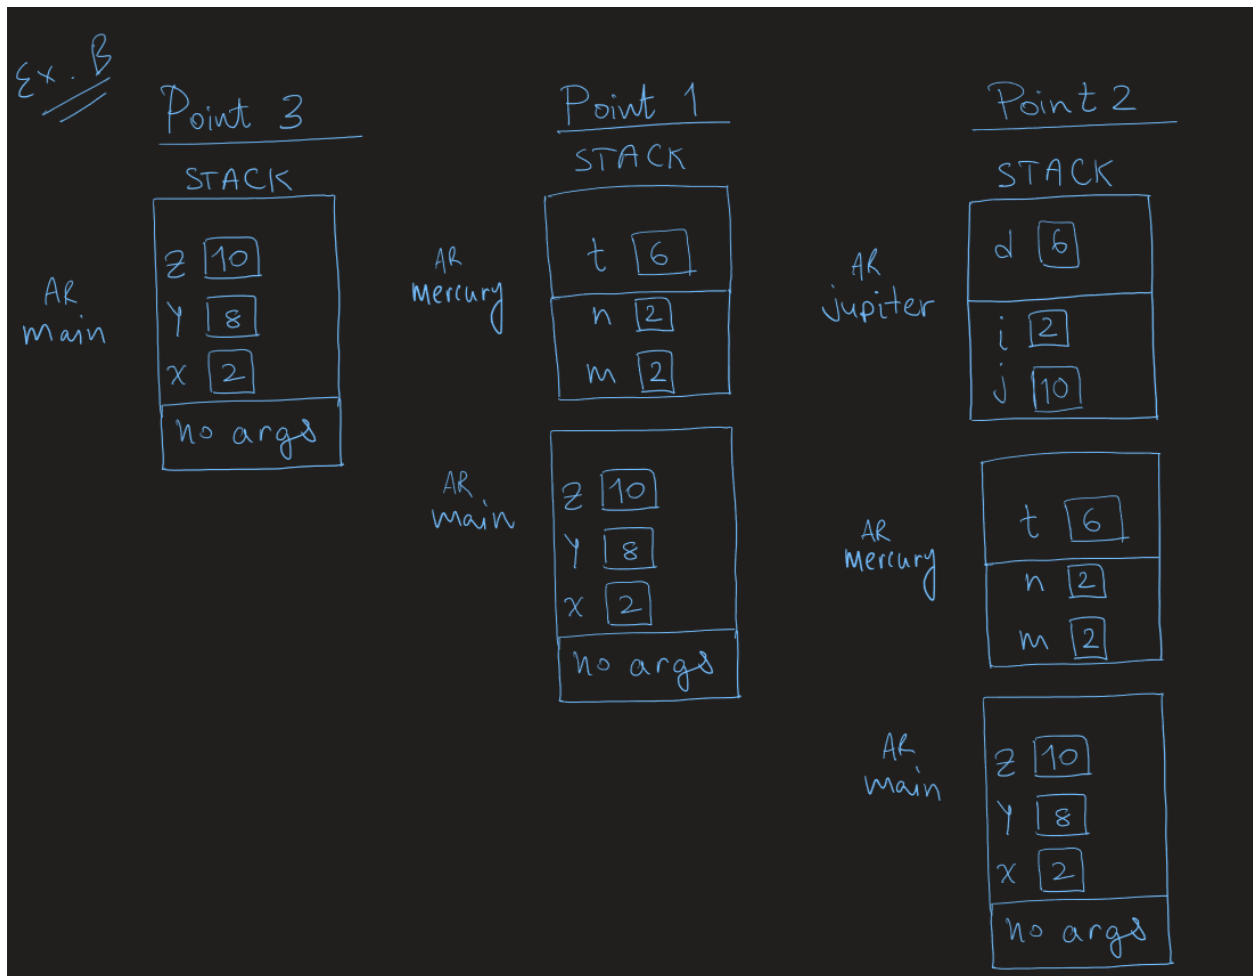 Ex. B
Point 3
STACK
AR
main
z 10
y 8
x 2
no args
Point 1
STACK
AR
mercury
t 6
n 2
m 2
AR
main
z 10
y 8
x 2
no args
Point 2
STACK
AR
jupiter
d 6
i 2
j 10
AR
mercury
t 6
n 2
m 2
AR
main
z 10
y 8
x 2
no args